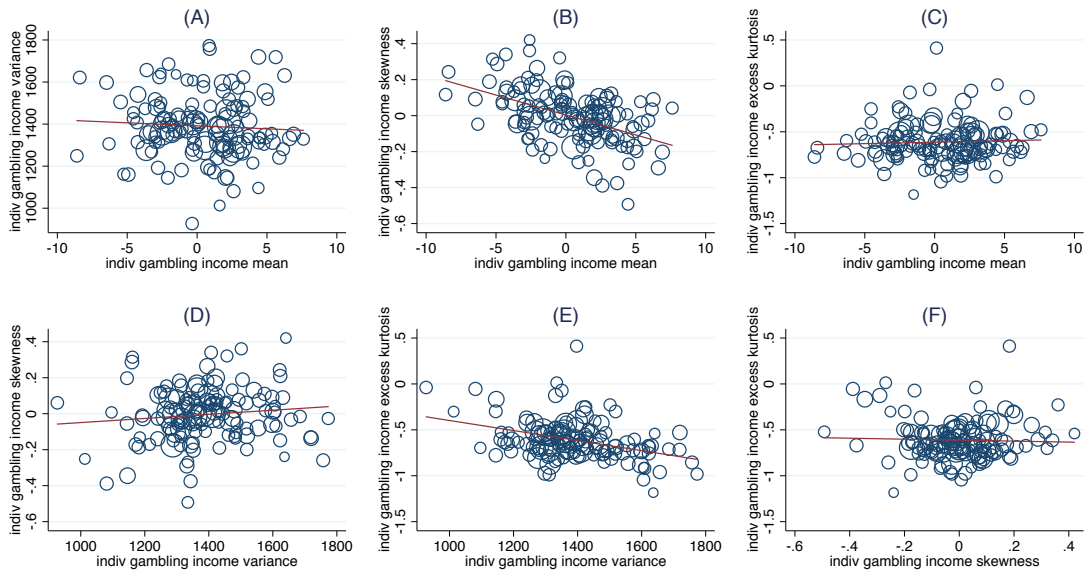 (A)
indiv gambling income variance
1800
1600
1400
1200
1000
-10 -5 0 5 10
indiv gambling income mean
(B)
indiv gambling income skewness
.4
.2
0
-.2
-.4
-.6
-10 -5 0 5 10
indiv gambling income mean
(C)
indiv gambling income excess kurtosis
.5
0
-.5
-1
-1.5
-10 -5 0 5 10
indiv gambling income mean
(D)
indiv gambling income skewness
.4
.2
0
-.2
-.4
-.6
1000 1200 1400 1600 1800
indiv gambling income variance
(E)
indiv gambling income excess kurtosis
.5
0
-.5
-1
-1.5
1000 1200 1400 1600 1800
indiv gambling income variance
(F)
indiv gambling income excess kurtosis
.5
0
-.5
-1
-1.5
-.6 -.4 -.2 0 .2 .4
indiv gambling income skewness